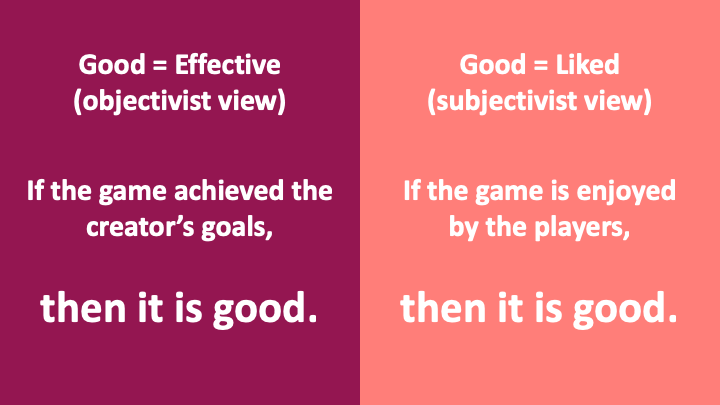 Good = Effective
(objectivist view)
If the game achieved the
creator’s goals,
then it is good.
Good = Liked
(subjectivist view)
If the game is enjoyed
by the players,
then it is good.